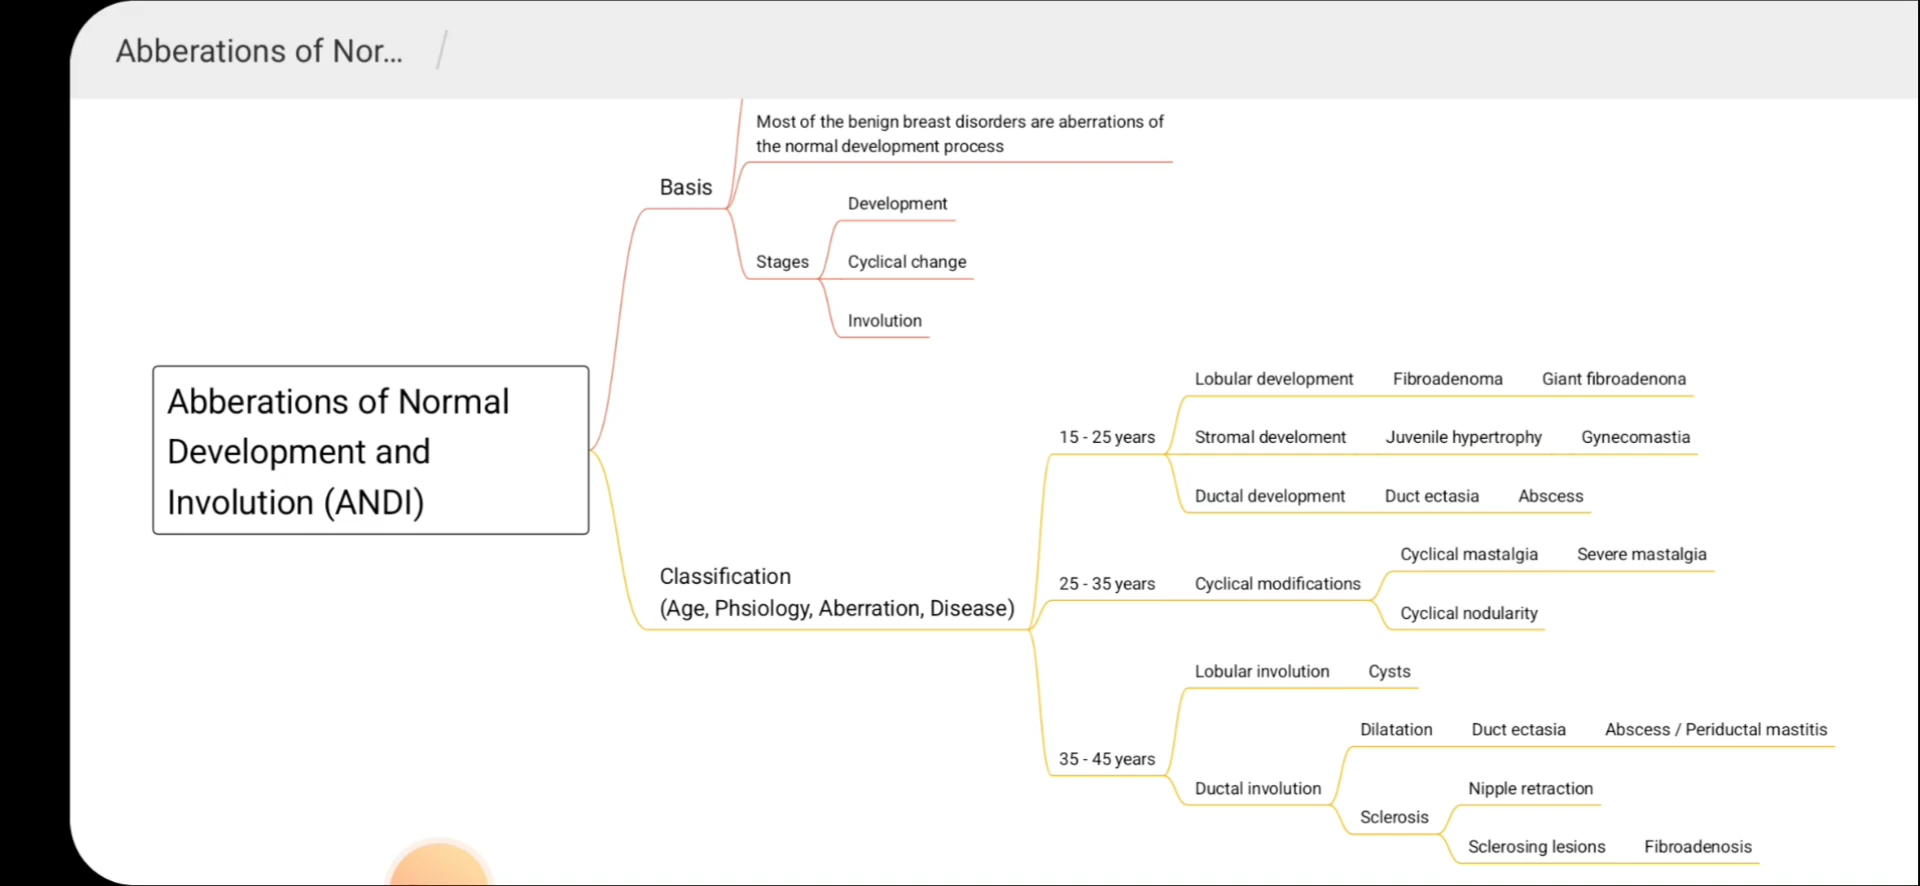 Abberations of Nor...
Most of the benign breast disorders are aberrations of
the normal development process
Basis
Development
Stages
Cyclical change
Involution
Abberations of Normal
Development and
Involution (ANDI)
Classification
(Age, Phsiology, Aberration, Disease)
15 - 25 years
Lobular development Fibroadenoma Giant fibroadenona
Stromal develoment Juvenile hypertrophy Gynecomastia
Ductal development Duct ectasia Abscess
25 - 35 years
Cyclical modifications
Cyclical mastalgia Severe mastalgia
Cyclical nodularity
35 - 45 years
Lobular involution Cysts
Ductal involution
Dilatation Duct ectasia Abscess / Periductal mastitis
Sclerosis
Nipple retraction
Sclerosing lesions Fibroadenosis